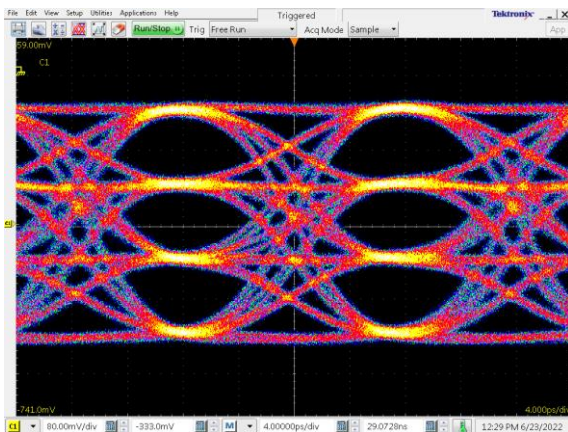 File Edit View Setup Utilities Applications Help Triggered Tektronix
Run/Stop Trig Free Run Acq Mode Sample App
59.00mV
C1
C1
-741.0mV 4.000ps/div
C1 80.00mV/div -333.0mV M 4.00000ps/div 29.0728ns 12:29 PM 6/23/2022